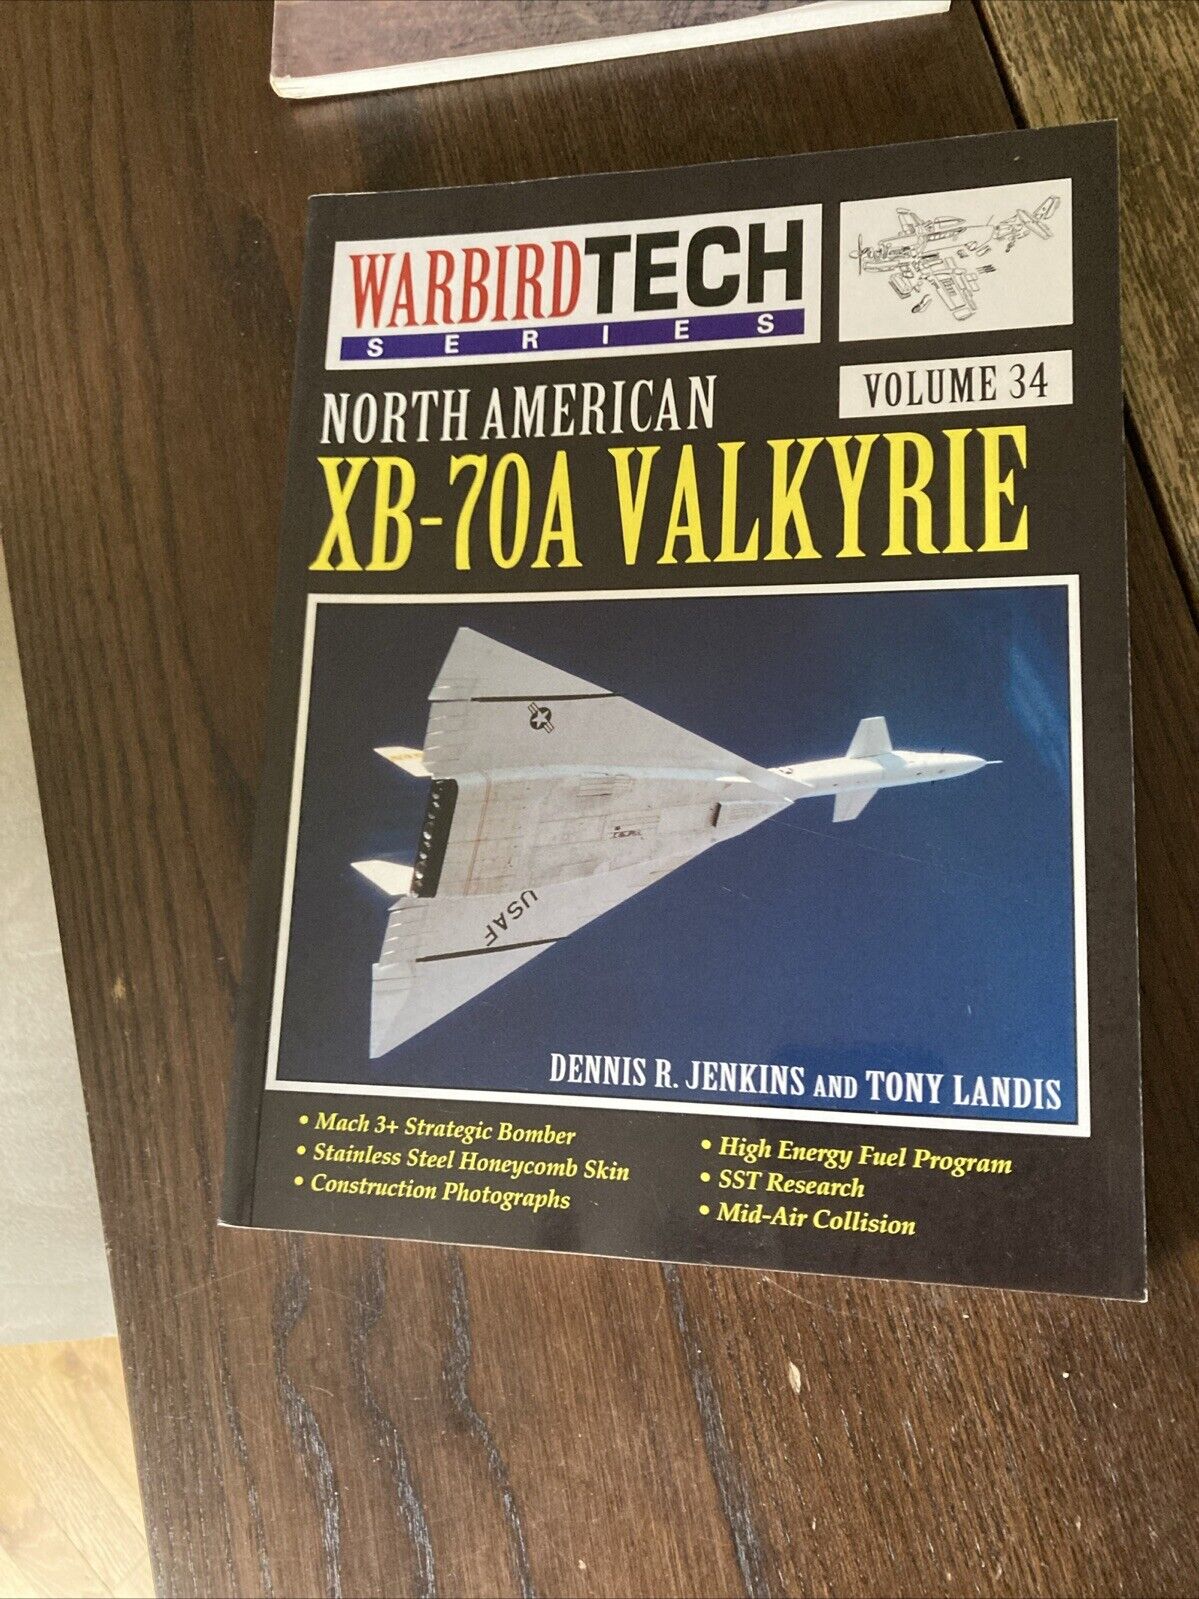 WARBIRDTECH
SERIES
VOLUME 34
NORTH AMERICAN
XB-70A VALKYRIE
USAF
DENNIS R. JENKINS AND TONY LANDIS
• Mach 3+ Strategic Bomber
• Stainless Steel Honeycomb Skin
• Construction Photographs
• High Energy Fuel Program
• SST Research
• Mid-Air Collision